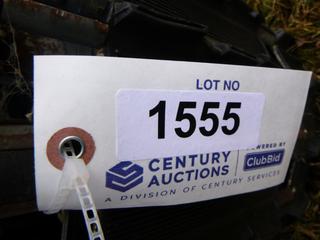 LOT NO
1555
CENTURY AUCTIONS
POWERED BY
ClubBid
A DIVISION OF CENTURY SERVICES